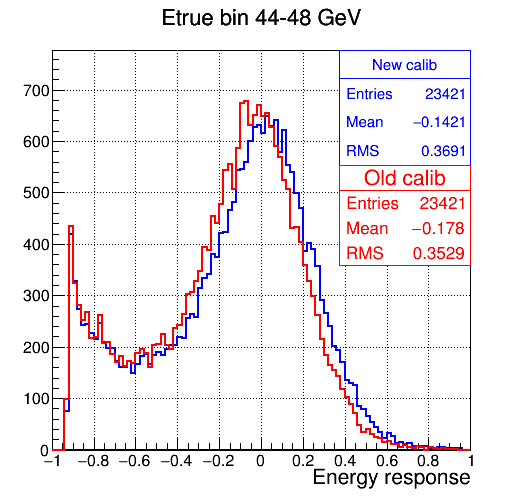 Etrue bin 44-48 GeV
New calib
Entries 23421
Mean −0.1421
RMS 0.3691
Old calib
Entries 23421
Mean −0.178
RMS 0.3529
700
600
500
400
300
200
100
0
−1 −0.8 −0.6 −0.4 −0.2 0 0.2 0.4 0.6 0.8 1
Energy response